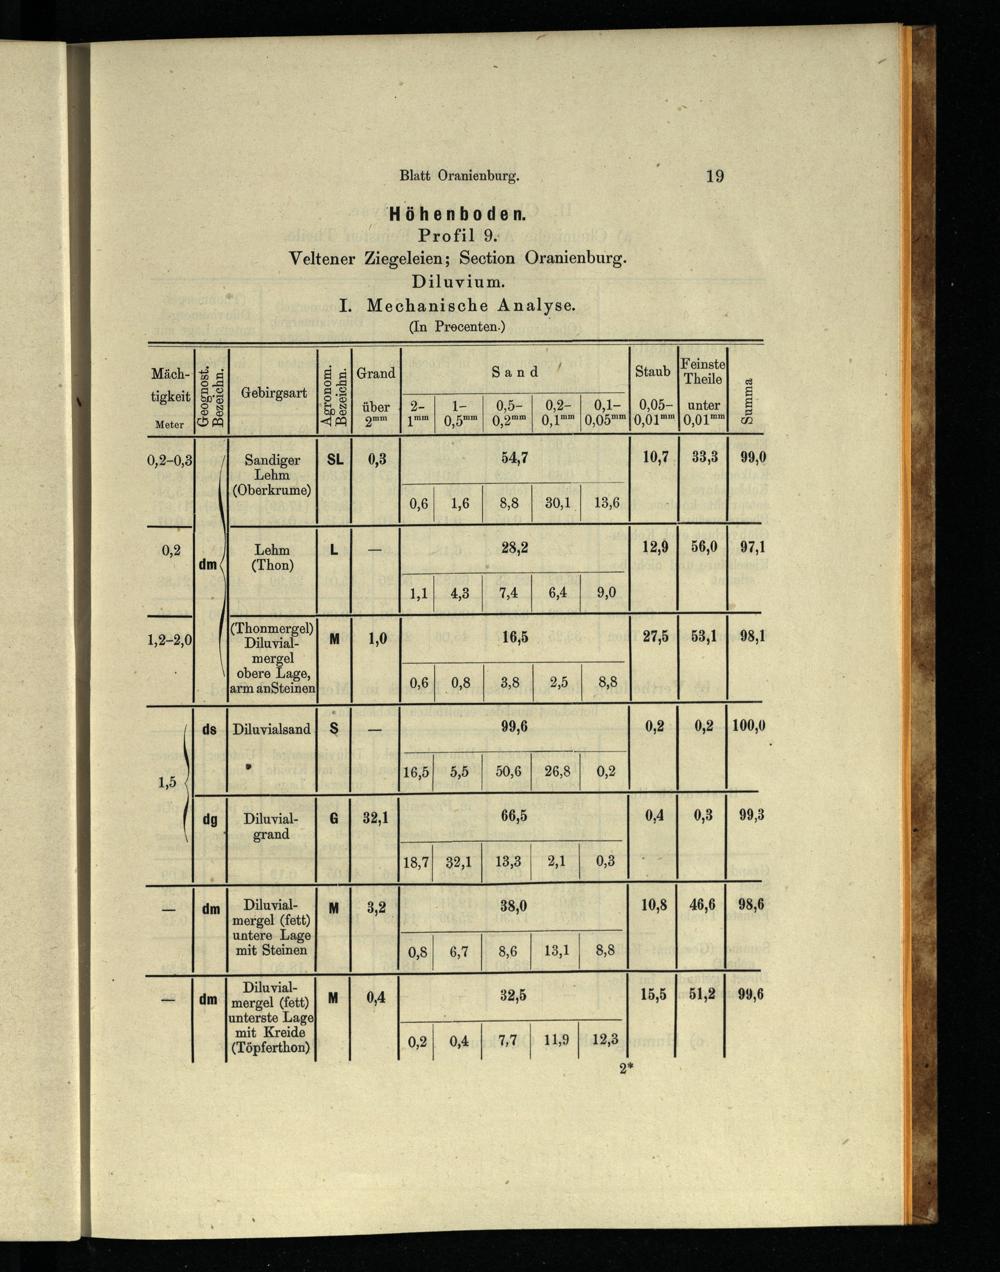 Blatt Oranienburg. 19
Höhenboden.
Profil 9.
Veltener Ziegeleien; Section Oranienburg.
Diluvium.
I. Mechanische Analyse.
(In Procenten.)
Mäch-
tigkeit
Meter
Geognost.
Bezeichn.
Gebirgsart
Agronom.
Bezeichn.
Grand
über
2mm
Sand
2-
1mm
1-
0,5mm
0,5-
0,2mm
0,2-
0,1mm
0,1-
0,05mm
Staub
0,05-
0,01mm
Feinste
Theile
unter
0,01mm
Summa
0,2-0,3 Sandiger SL 0,3 54,7 10,7 33,3 99,0
Lehm
(Oberkrume)
0,6 1,6 8,8 30,1 13,6
0,2 Lehm L — 28,2 12,9 56,0 97,1
dm (Thon)
1,1 4,3 7,4 6,4 9,0
(Thonmergel)
1,2-2,0 Diluvial- M 1,0 16,5 27,5 53,1 98,1
mergel
obere Lage,
arm an Steinen
0,6 0,8 3,8 2,5 8,8
ds Diluvialsand S — 99,6 0,2 0,2 100,0
16,5 5,5 50,6 26,8 0,2
1,5
dg Diluvial- G 32,1 66,5 0,4 0,3 99,3
grand
18,7 32,1 13,3 2,1 0,3
— dm Diluvial- M 3,2 38,0 10,8 46,6 98,6
mergel (fett)
untere Lage
mit Steinen
0,8 6,7 8,6 13,1 8,8
Diluvial-
— dm mergel (fett) M 0,4 32,5 15,5 51,2 99,6
unterste Lage
mit Kreide
(Töpferthon)
0,2 0,4 7,7 11,9 12,3
2*